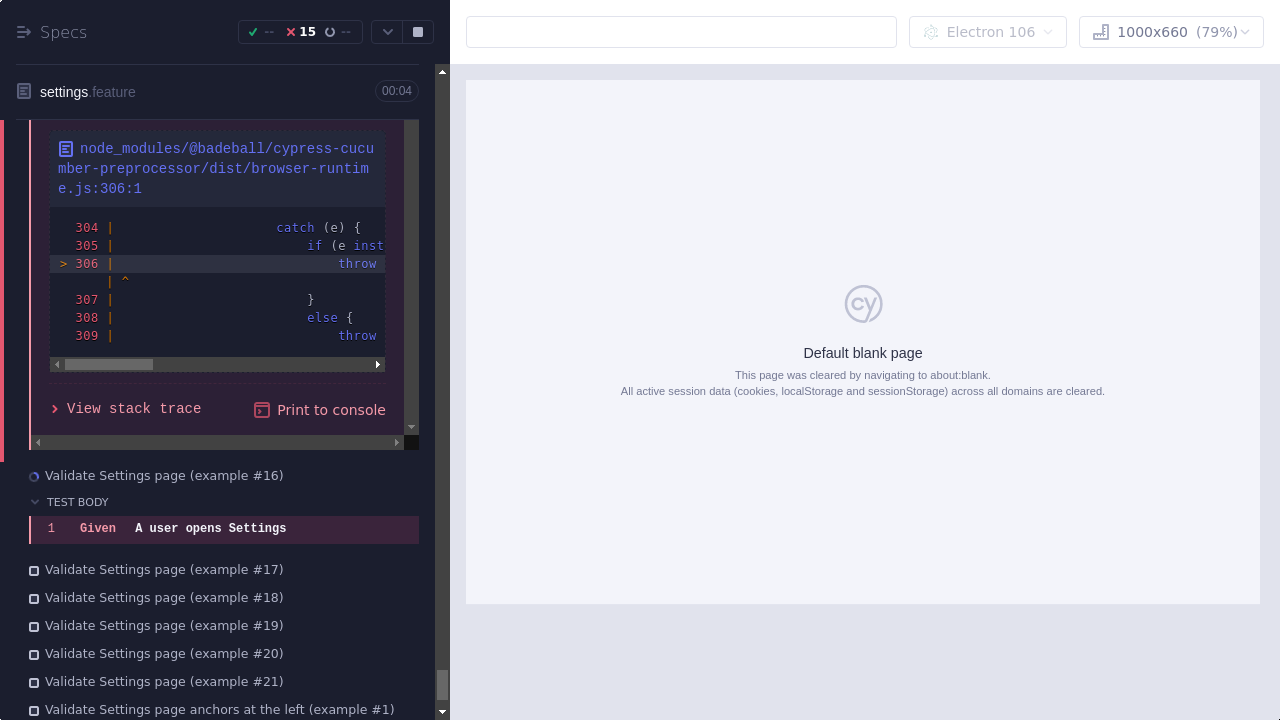 Specs
-- 15 --
Electron 106
1000x660 (79%)
settings.feature
00:04
node_modules/@badeball/cypress-cucu
mber-preprocessor/dist/browser-runtim
e.js:306:1
304 | catch (e) {
305 | if (e inst
> 306 | throw
| ^
307 | }
308 | else {
309 | throw
View stack trace
Print to console
Validate Settings page (example #16)
TEST BODY
1 Given A user opens Settings
Validate Settings page (example #17)
Validate Settings page (example #18)
Validate Settings page (example #19)
Validate Settings page (example #20)
Validate Settings page (example #21)
Validate Settings page anchors at the left (example #1)
cy
Default blank page
This page was cleared by navigating to about:blank.
All active session data (cookies, localStorage and sessionStorage) across all domains are cleared.